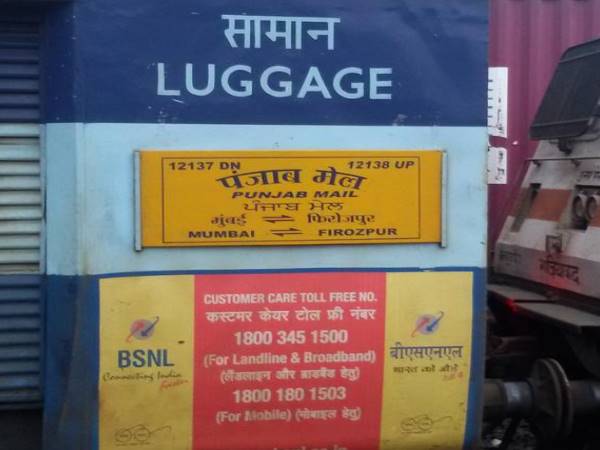 सामान
LUGGAGE
12137 DN 12138 UP
पंजाब मेल
PUNJAB MAIL
ਪੰਜਾਬ ਮੇਲ
मुंबई ⇌ फिरोजपुर
MUMBAI ⇌ FIROZPUR
CUSTOMER CARE TOLL FREE NO.
कस्टमर केयर टोल फ्री नंबर
1800 345 1500
(For Landline & Broadband)
(लैंडलाइन और ब्रॉडबैंड हेतु)
1800 180 1503
(For Mobile) (मोबाइल हेतु)
BSNL
Connecting India
faster
बीएसएनएल
भारत को जोड़े